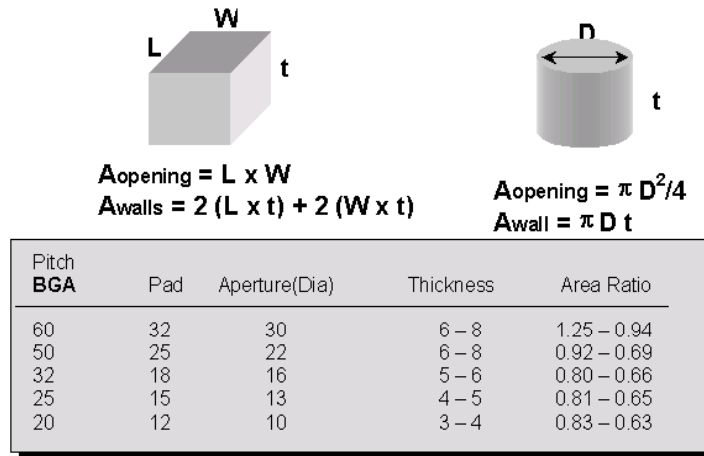 W
L
t
D
t
Aopening = L x W
Awalls = 2 (L x t) + 2 (W x t)
Aopening = π D²/4
Awall = π D t
Pitch
BGA Pad Aperture(Dia) Thickness Area Ratio
60 32 30 6 – 8 1.25 – 0.94
50 25 22 6 – 8 0.92 – 0.69
32 18 16 5 – 6 0.80 – 0.66
25 15 13 4 – 5 0.81 – 0.65
20 12 10 3 – 4 0.83 – 0.63